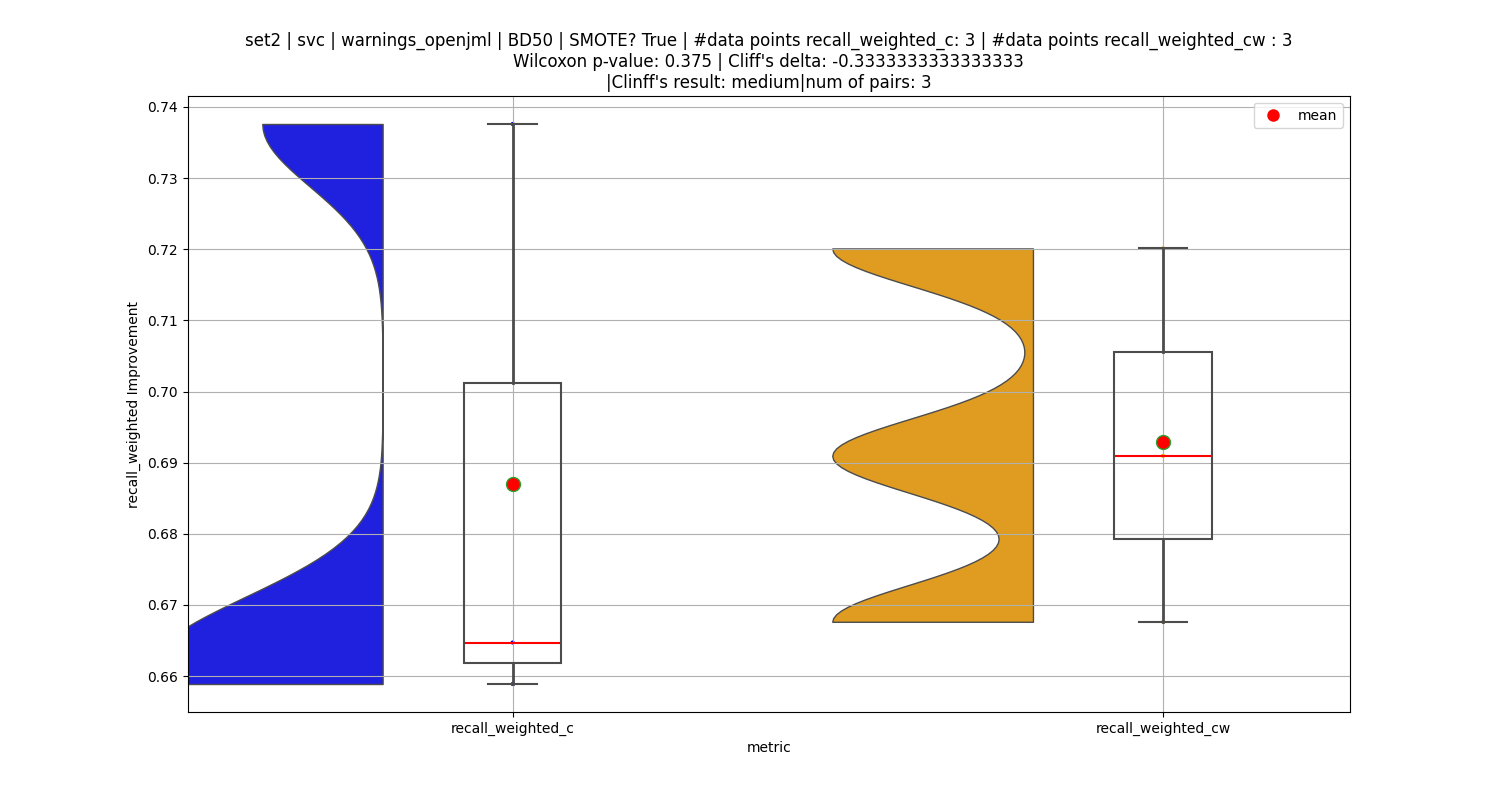 set2 | svc | warnings_openjml | BD50 | SMOTE? True | #data points recall_weighted_c: 3 | #data points recall_weighted_cw : 3
Wilcoxon p-value: 0.375 | Cliff's delta: -0.3333333333333333
|Clinff's result: medium|num of pairs: 3
mean
0.74
0.73
0.72
0.71
0.70
0.69
0.68
0.67
0.66
recall_weighted Improvement
recall_weighted_c
recall_weighted_cw
metric